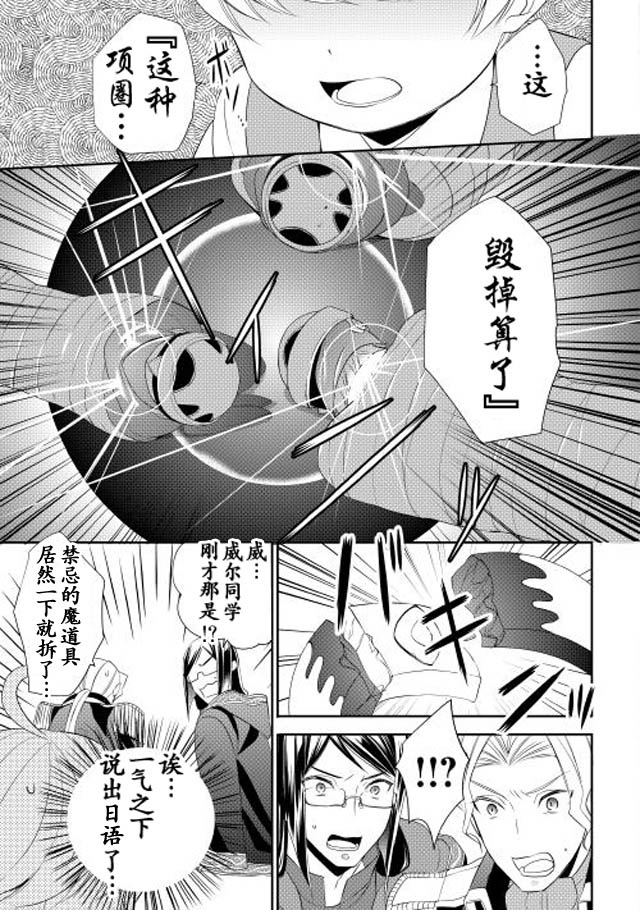 …这
『这种
项圈…
毁掉算了』
!!?
威…
威尔同学
刚才那是!?
禁忌的魔道具
居然一下就拆了…
诶…
一气之下
说出日语了…